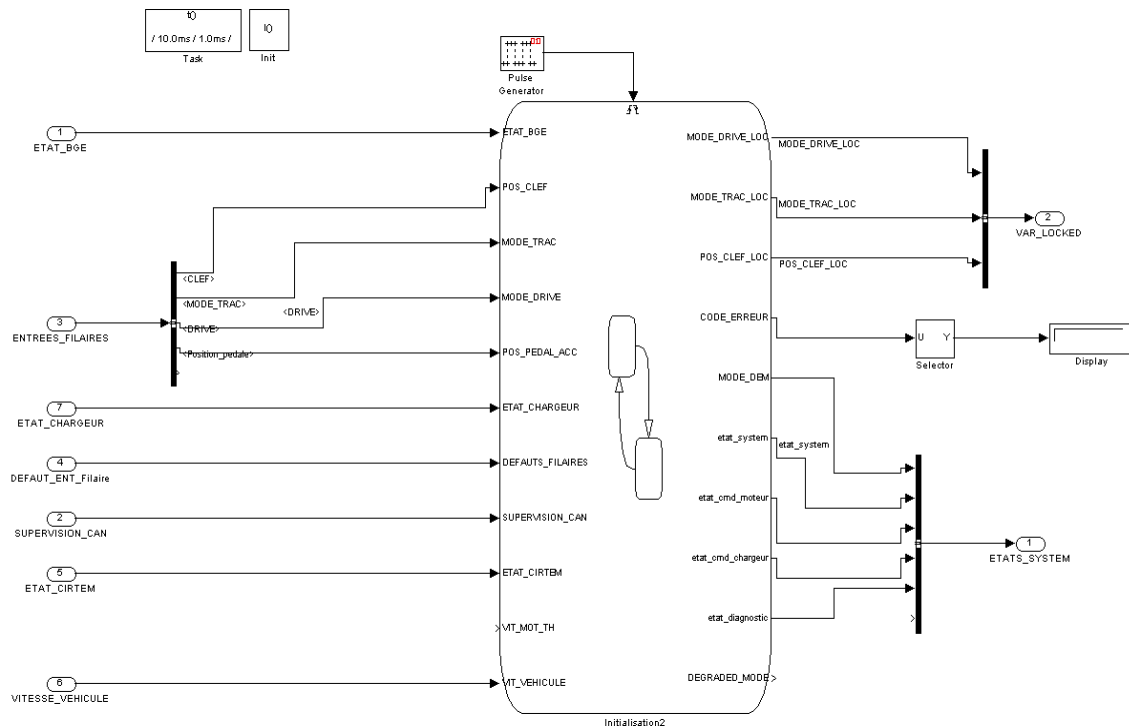 t()
/ 10.0ms / 1.0ms /
Task
I()
Init
Pulse
Generator
1
ETAT_BGE
3
ENTREES_FILAIRES
7
ETAT_CHARGEUR
4
DEFAUT_ENT_Filaire
2
SUPERVISION_CAN
5
ETAT_CIRTEM
6
VITESSE_VEHICULE
<CLEF>
<MODE_TRAC>
<DRIVE>
<DRIVE>
<Position_pedale>
ETAT_BGE
POS_CLEF
MODE_TRAC
MODE_DRIVE
POS_PEDAL_ACC
ETAT_CHARGEUR
DEFAUTS_FILAIRES
SUPERVISION_CAN
ETAT_CIRTEM
VIT_MOT_TH
VIT_VEHICULE
MODE_DRIVE_LOC
MODE_TRAC_LOC
POS_CLEF_LOC
CODE_ERREUR
MODE_DEM
etat_system
etat_cmd_moteur
etat_cmd_chargeur
etat_diagnostic
DEGRADED_MODE
Initialisation2
MODE_DRIVE_LOC
MODE_TRAC_LOC
POS_CLEF_LOC
etat_system
2
VAR_LOCKED
U Y
Selector
Display
1
ETATS_SYSTEM